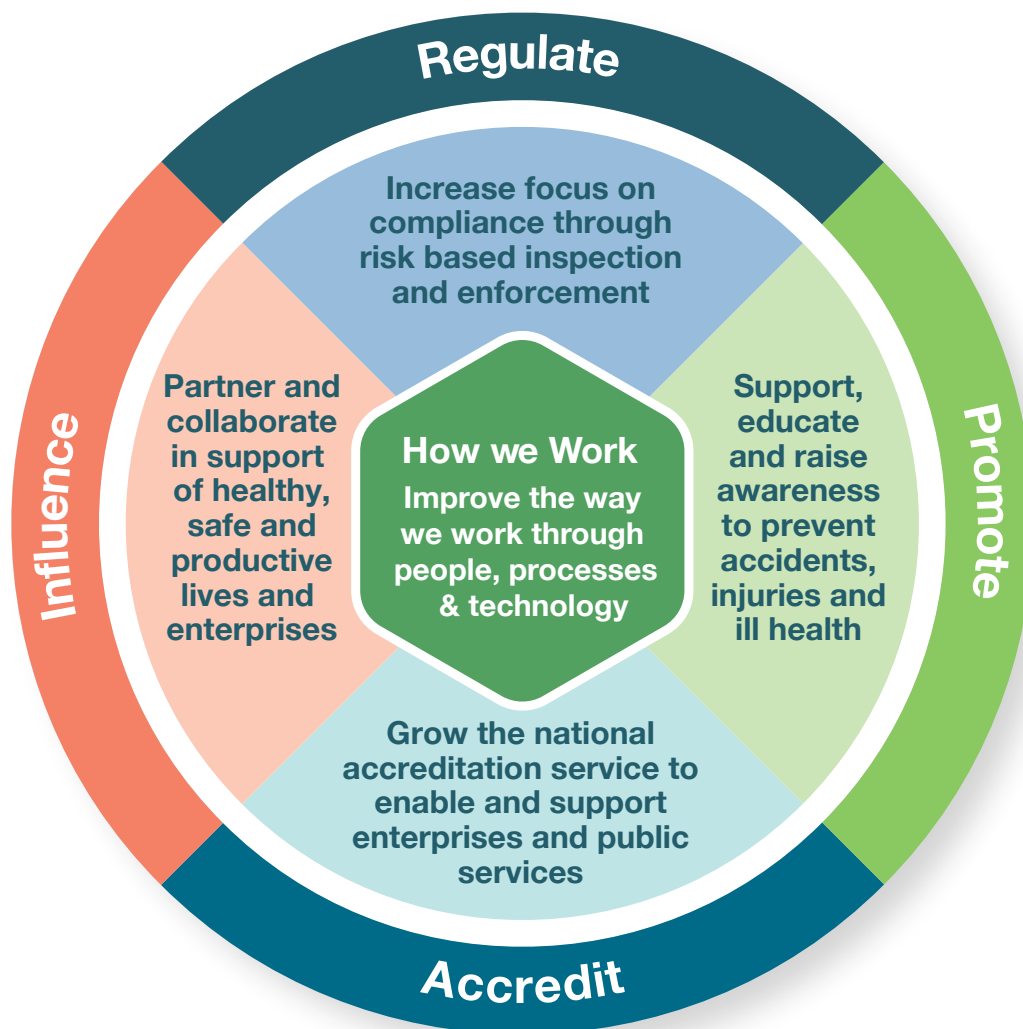 Regulate
Increase focus on
compliance through
risk based inspection
and enforcement
Influence
Partner and
collaborate
in support
of healthy,
safe and
productive
lives and
enterprises
How we Work
Improve the way
we work through
people, processes
& technology
Support,
educate
and raise
awareness
to prevent
accidents,
injuries and
ill health
Promote
Grow the national
accreditation service to
enable and support
enterprises and public
services
Accredit